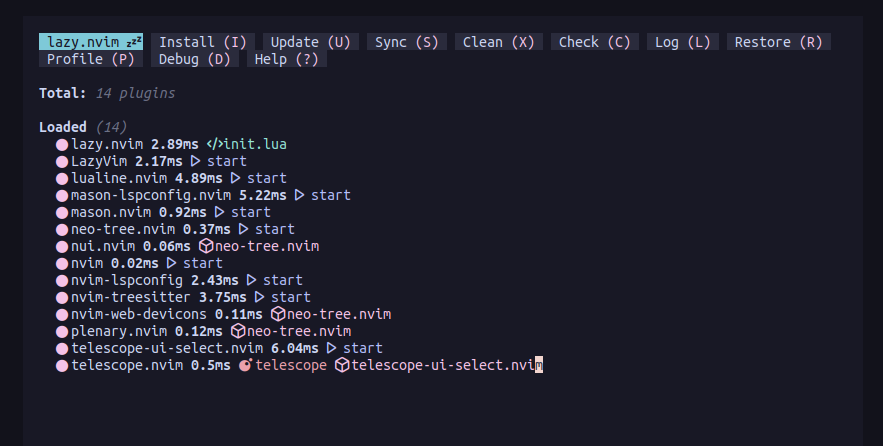 lazy.nvim zzz Install (I) Update (U) Sync (S) Clean (X) Check (C) Log (L) Restore (R)
Profile (P) Debug (D) Help (?)
Total: 14 plugins
Loaded (14)
● lazy.nvim 2.89ms </>init.lua
● LazyVim 2.17ms ▷ start
● lualine.nvim 4.89ms ▷ start
● mason-lspconfig.nvim 5.22ms ▷ start
● mason.nvim 0.92ms ▷ start
● neo-tree.nvim 0.37ms ▷ start
● nui.nvim 0.06ms neo-tree.nvim
● nvim 0.02ms ▷ start
● nvim-lspconfig 2.43ms ▷ start
● nvim-treesitter 3.75ms ▷ start
● nvim-web-devicons 0.11ms neo-tree.nvim
● plenary.nvim 0.12ms neo-tree.nvim
● telescope-ui-select.nvim 6.04ms ▷ start
● telescope.nvim 0.5ms telescope telescope-ui-select.nvim